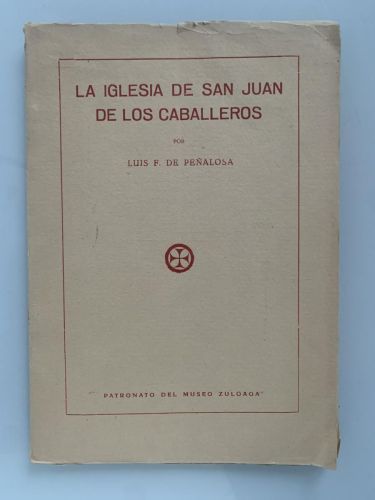 LA IGLESIA DE SAN JUAN
DE LOS CABALLEROS
POR
LUIS F. DE PEÑALOSA
PATRONATO DEL MUSEO ZULOAGA